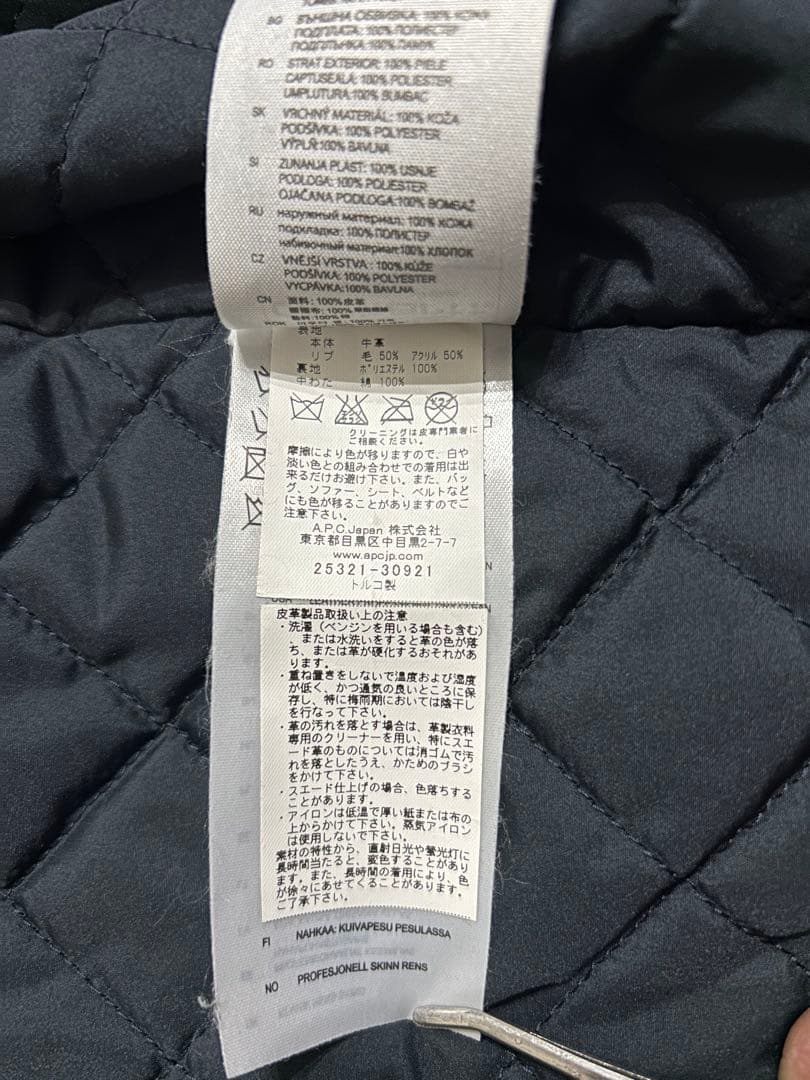 BG ВЪНШНА ОБВИВКА: 100% КОЖА
ПОДПЛАТА: 100% ПОЛИЕСТЕР
ПОДПЛЪНКА: 100% ПАМУК
RO STRAT EXTERIOR: 100% PIELE
CAPTUSEALA: 100% POLIESTER
UMPLUTURA: 100% BUMBAC
SK VRCHNÝ MATERIÁL: 100% KOŽA
PODŠÍVKA: 100% POLYESTER
VÝPLŇ: 100% BAVLNA
SI ZUNANJA PLAST: 100% USNJE
PODLOGA: 100% POLIESTER
OJAČANA PODLOGA: 100% BOMBAŽ
RU наружный материал: 100% КОЖА
подкладка: 100% ПОЛИСТЕР
набивочный материал: 100% ХЛОПОК
CZ VNĚJŠÍ VRSTVA: 100% KŮŽE
PODŠÍVKA: 100% POLYESTER
VYCPÁVKA: 100% BAVLNA
CN 面料: 100%皮革
表地
本体 牛革
リブ 毛 50% アクリル 50%
裏地 ポリエステル 100%
中わた 綿 100%
クリーニングは皮専門業者に
ご相談ください。
摩擦により色が移りますので、白や
淡い色との組み合わせでの着用は出
来るだけお避け下さい。また、バッ
グ、ソファー、シート、ベルトなど
にも色が移ることがありますのでご
注意下さい。
A.P.C.Japan 株式会社
東京都目黒区中目黒2-7-7
www.apcjp.com
25321-30921
トルコ製
皮革製品取扱い上の注意
・洗濯（ベンジンを用いる場合も含む）
、または水洗いをすると革の色が落
ち、または革が硬化するおそれがあ
ります。
・重ね置きをしないで温度および湿度
が低く、かつ通気の良いところに保
存し、特に梅雨期においては陰干し
を行なって下さい。
・革の汚れを落とす場合は、革製衣料
専用のクリーナーを用い、特にスエ
ード革のものについては消ゴムで汚
れを落としたうえ、かためのブラシ
をかけて下さい。
・スエード仕上げの場合、色落ちする
ことがあります。
・アイロンは低温で厚い紙または布の
上からかけて下さい。蒸気アイロン
は使用しないで下さい。
素材の特性から、直射日光や螢光灯に
長時間当たると、変色することがあり
ます。また、長時間の着用により、色
が徐々にあせてくることがあります。
ご了承下さい。
FI NAHKAA: KUIVAPESU PESULASSA
NO PROFESJONELL SKINN RENS